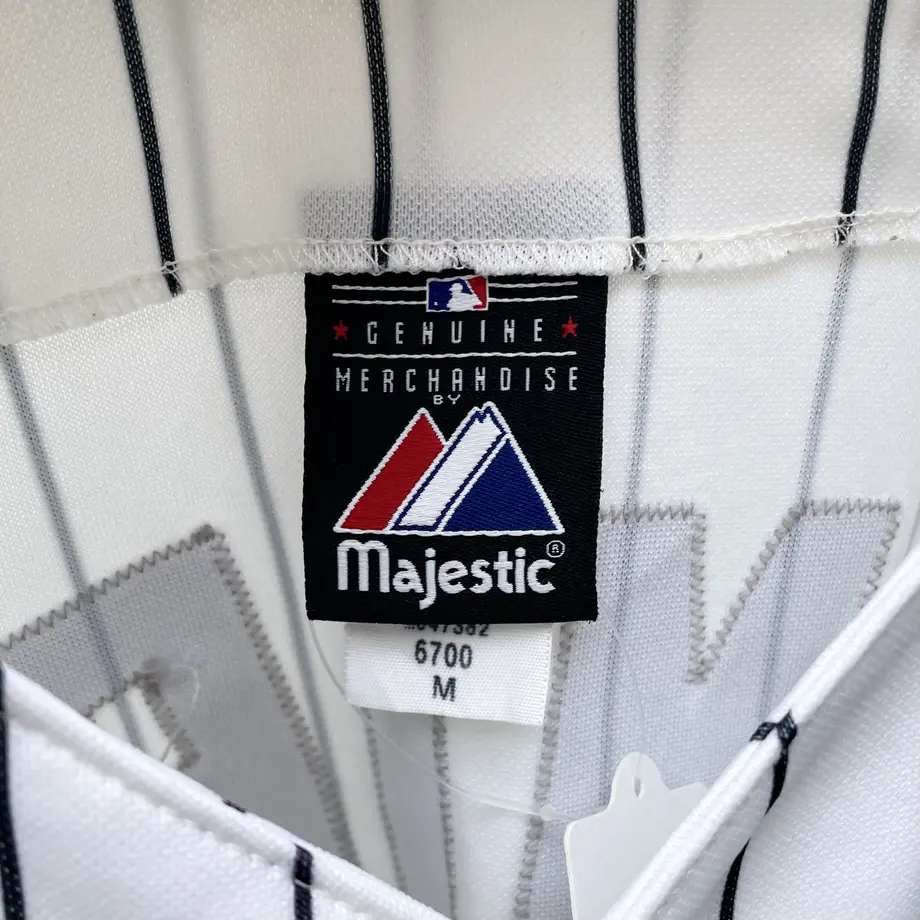 GENUINE
MERCHANDISE
BY
Majestic®
6700
M